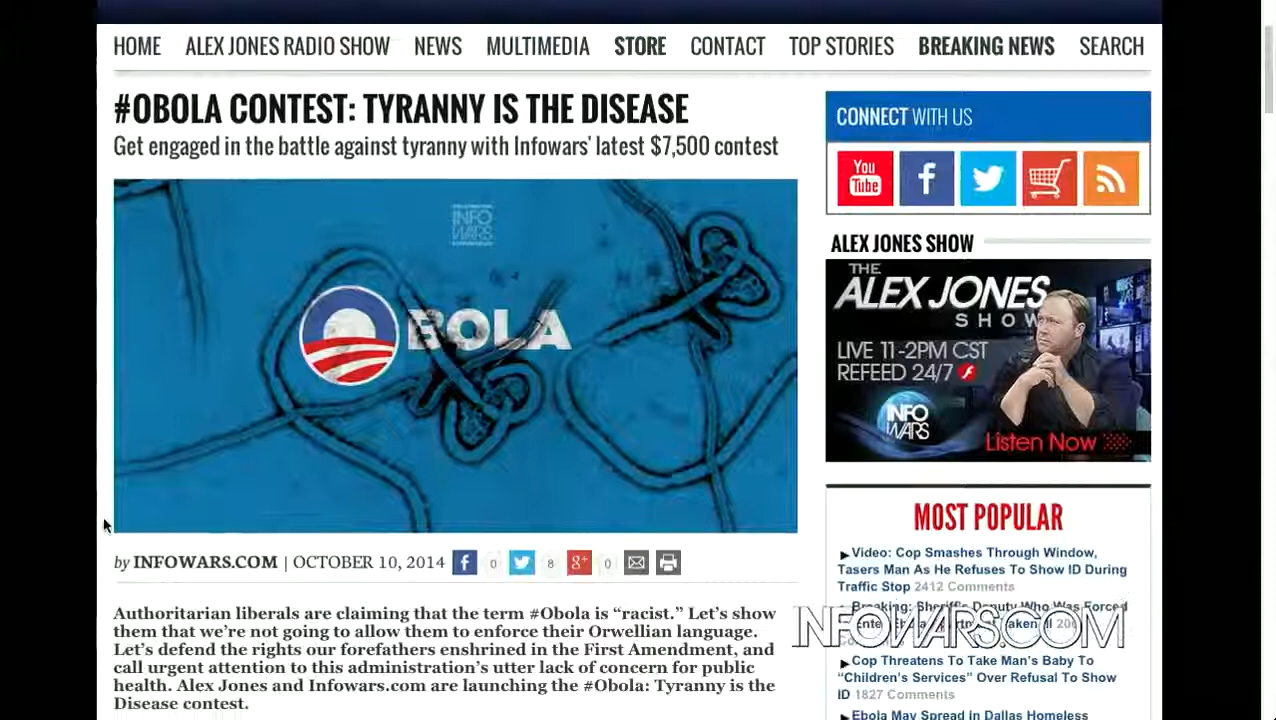 HOME ALEX JONES RADIO SHOW NEWS MULTIMEDIA STORE CONTACT TOP STORIES BREAKING NEWS SEARCH
#OBOLA CONTEST: TYRANNY IS THE DISEASE
Get engaged in the battle against tyranny with Infowars' latest $7,500 contest
INFO
WARS
BOLA
by INFOWARS.COM | OCTOBER 10, 2014 f 0 8 g+ 0
Authoritarian liberals are claiming that the term #Obola is “racist.” Let’s show
them that we’re not going to allow them to enforce their Orwellian language.
Let’s defend the rights our forefathers enshrined in the First Amendment, and
call urgent attention to this administration’s utter lack of concern for public
health. Alex Jones and Infowars.com are launching the #Obola: Tyranny is the
Disease contest.
CONNECT WITH US
You
Tube
f
ALEX JONES SHOW
THE
ALEX JONES
SHOW
LIVE 11-2PM CST
REFEED 24/7
INFO
WARS
Listen Now
MOST POPULAR
Video: Cop Smashes Through Window,
Tasers Man As He Refuses To Show ID During
Traffic Stop 2412 Comments
Breaking: Sheriff's Deputy Who Was Forced
INFOWARS.COM
Cop Threatens To Take Man's Baby To
“Children's Services” Over Refusal To Show
ID 1827 Comments
Ebola May Spread in Dallas Homeless